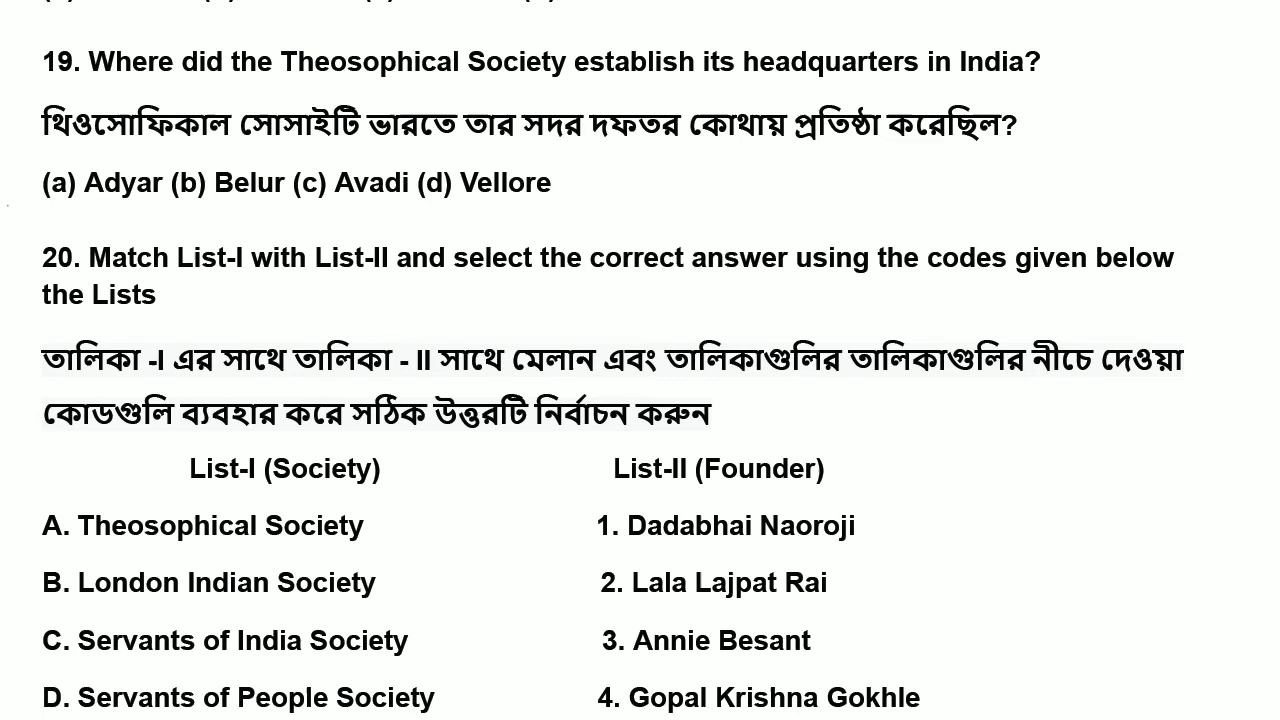 19. Where did the Theosophical Society establish its headquarters in India?
থিওসোফিকাল সোসাইটি ভারতে তার সদর দফতর কোথায় প্রতিষ্ঠা করেছিল?
(a) Adyar (b) Belur (c) Avadi (d) Vellore
20. Match List-I with List-II and select the correct answer using the codes given below
the Lists
তালিকা -I এর সাথে তালিকা - II সাথে মেলান এবং তালিকাগুলির তালিকাগুলির নীচে দেওয়া
কোডগুলি ব্যবহার করে সঠিক উত্তরটি নির্বাচন করুন
List-I (Society) List-II (Founder)
A. Theosophical Society 1. Dadabhai Naoroji
B. London Indian Society 2. Lala Lajpat Rai
C. Servants of India Society 3. Annie Besant
D. Servants of People Society 4. Gopal Krishna Gokhle